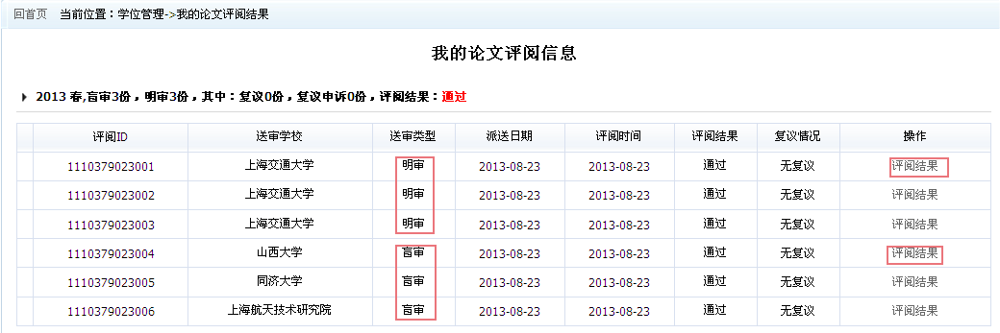 回首页 当前位置：学位管理->我的论文评阅结果
我的论文评阅信息
2013 春,盲审3份，明审3份，其中：复议0份，复议申诉0份，评阅结果：通过
评阅ID 送审学校 送审类型 派送日期 评阅时间 评阅结果 复议情况 操作
1110379023001 上海交通大学 明审 2013-08-23 2013-08-23 通过 无复议 评阅结果
1110379023002 上海交通大学 明审 2013-08-23 2013-08-23 通过 无复议 评阅结果
1110379023003 上海交通大学 明审 2013-08-23 2013-08-23 通过 无复议 评阅结果
1110379023004 山西大学 盲审 2013-08-23 2013-08-23 通过 无复议 评阅结果
1110379023005 同济大学 盲审 2013-08-23 2013-08-23 通过 无复议 评阅结果
1110379023006 上海航天技术研究院 盲审 2013-08-23 2013-08-23 通过 无复议 评阅结果